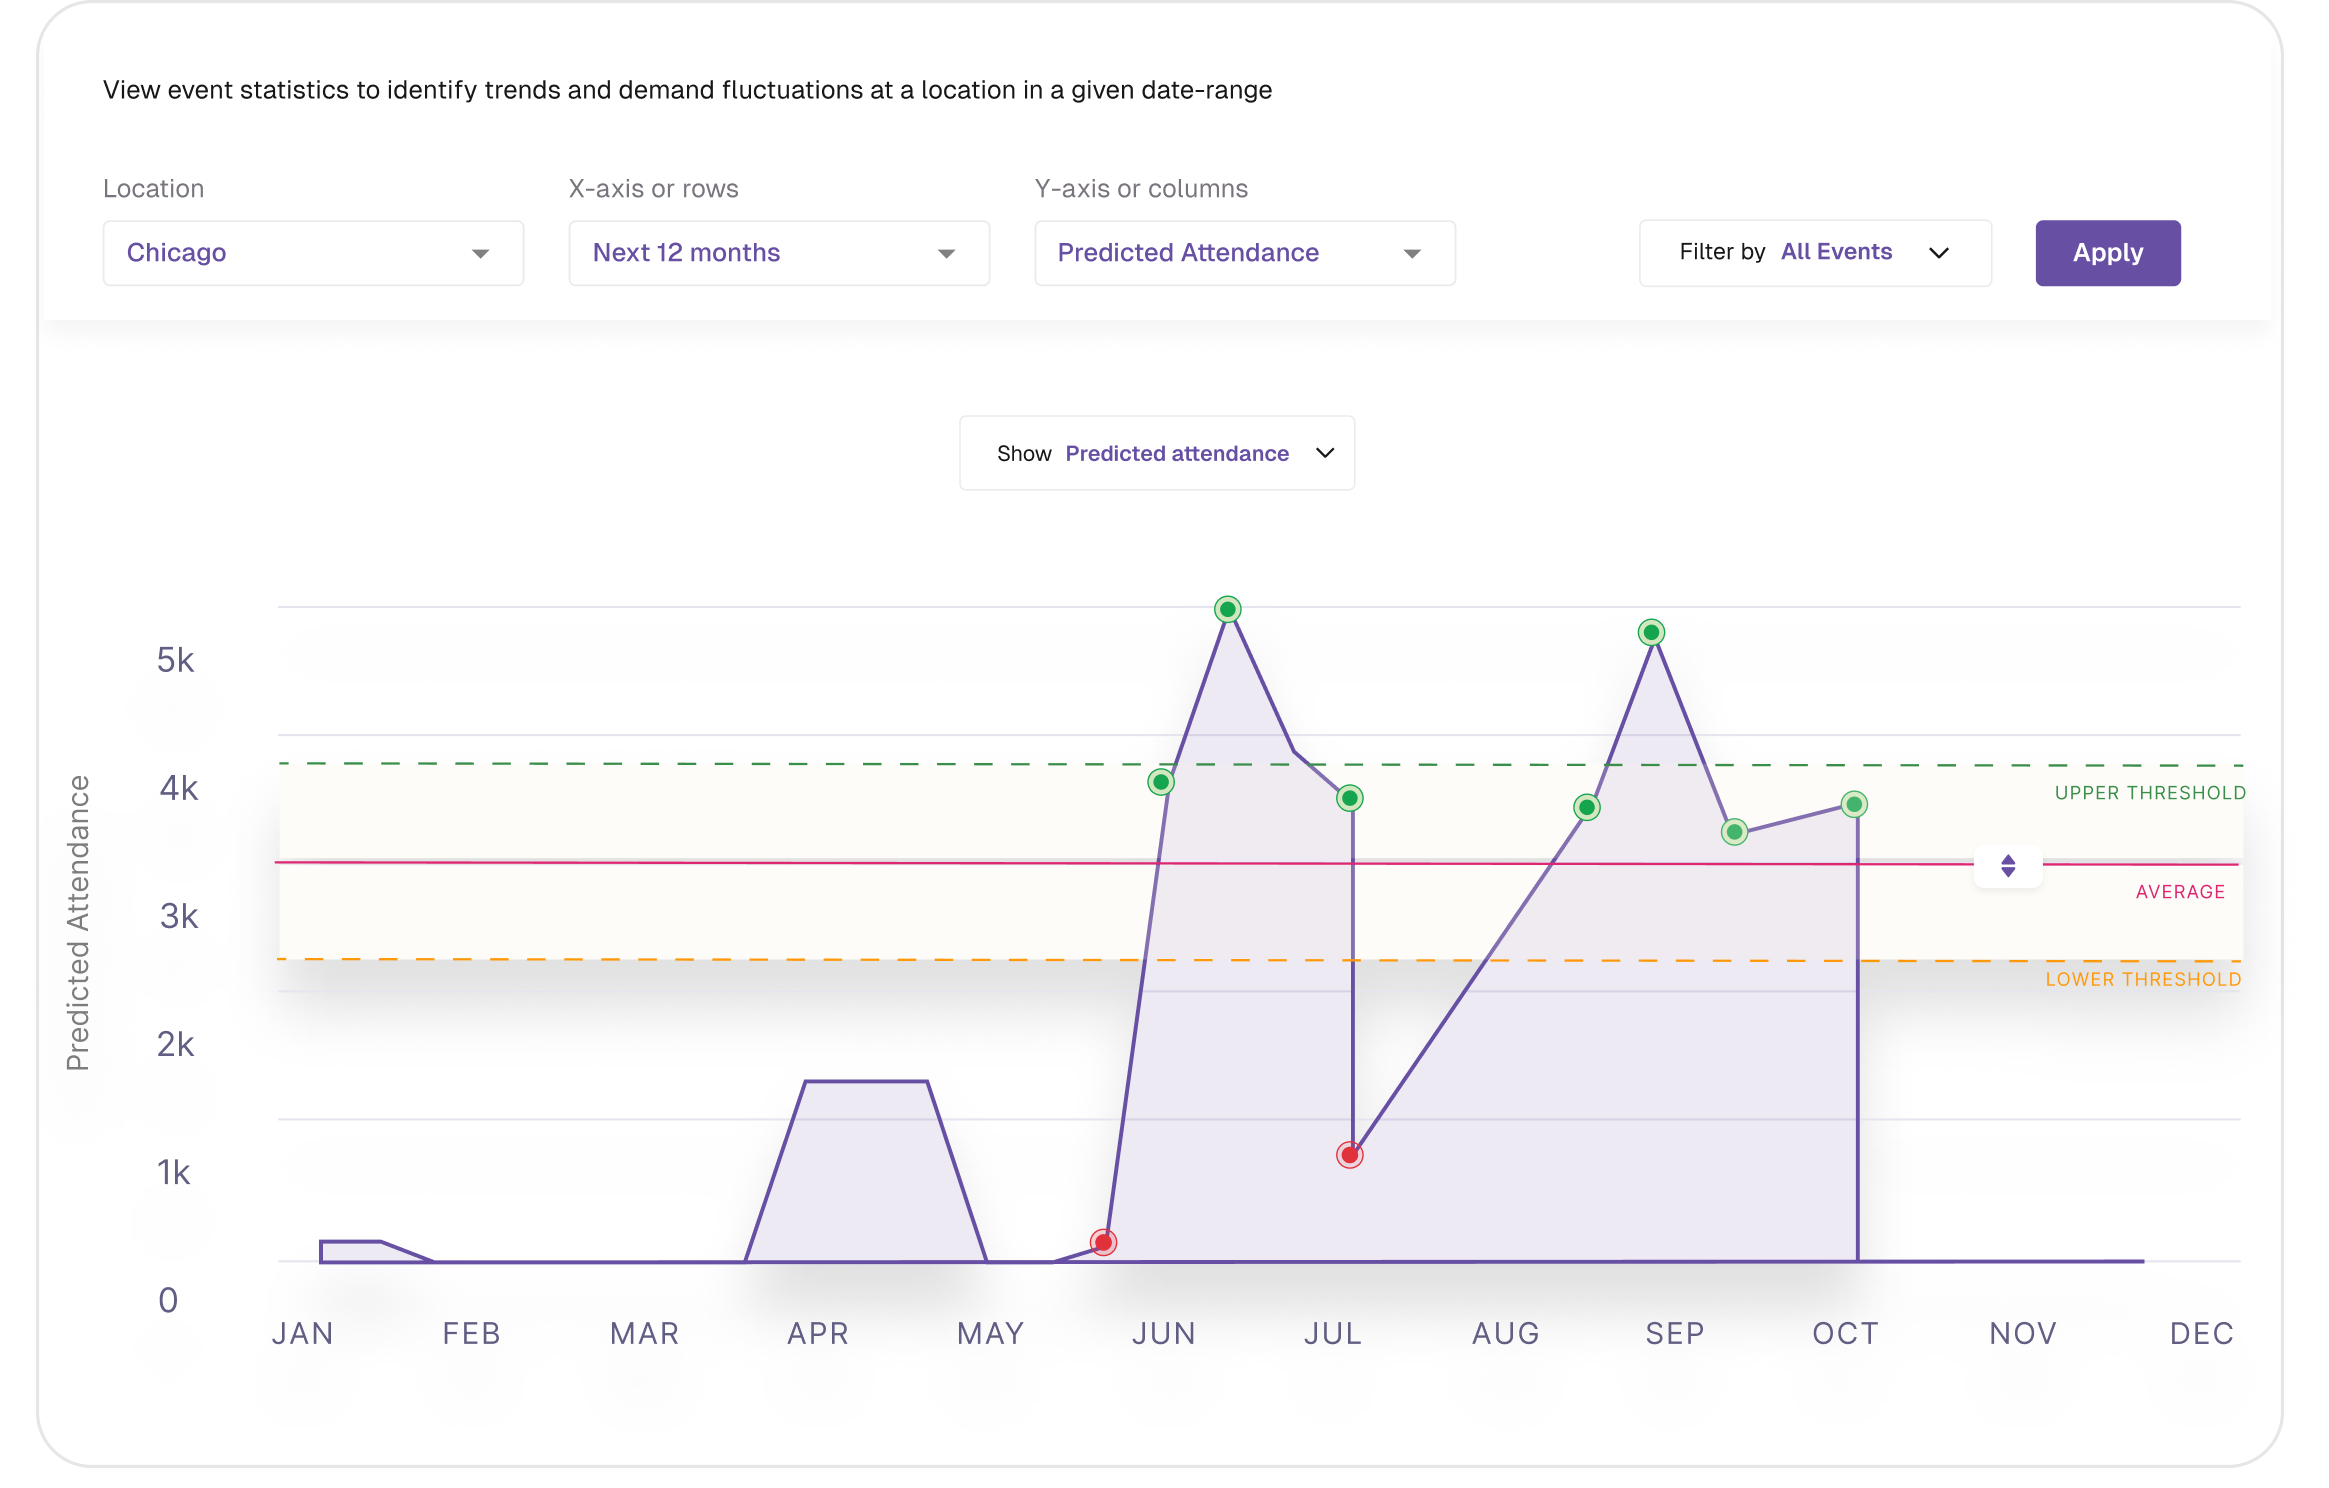 View event statistics to identify trends and demand fluctuations at a location in a given date-range
Location
X-axis or rows
Y-axis or columns
Chicago
Next 12 months
Predicted Attendance
Filter by All Events
Apply
Show Predicted attendance
Predicted Attendance
5k
4k
3k
2k
1k
0
UPPER THRESHOLD
AVERAGE
LOWER THRESHOLD
JAN FEB MAR APR MAY JUN JUL AUG SEP OCT NOV DEC